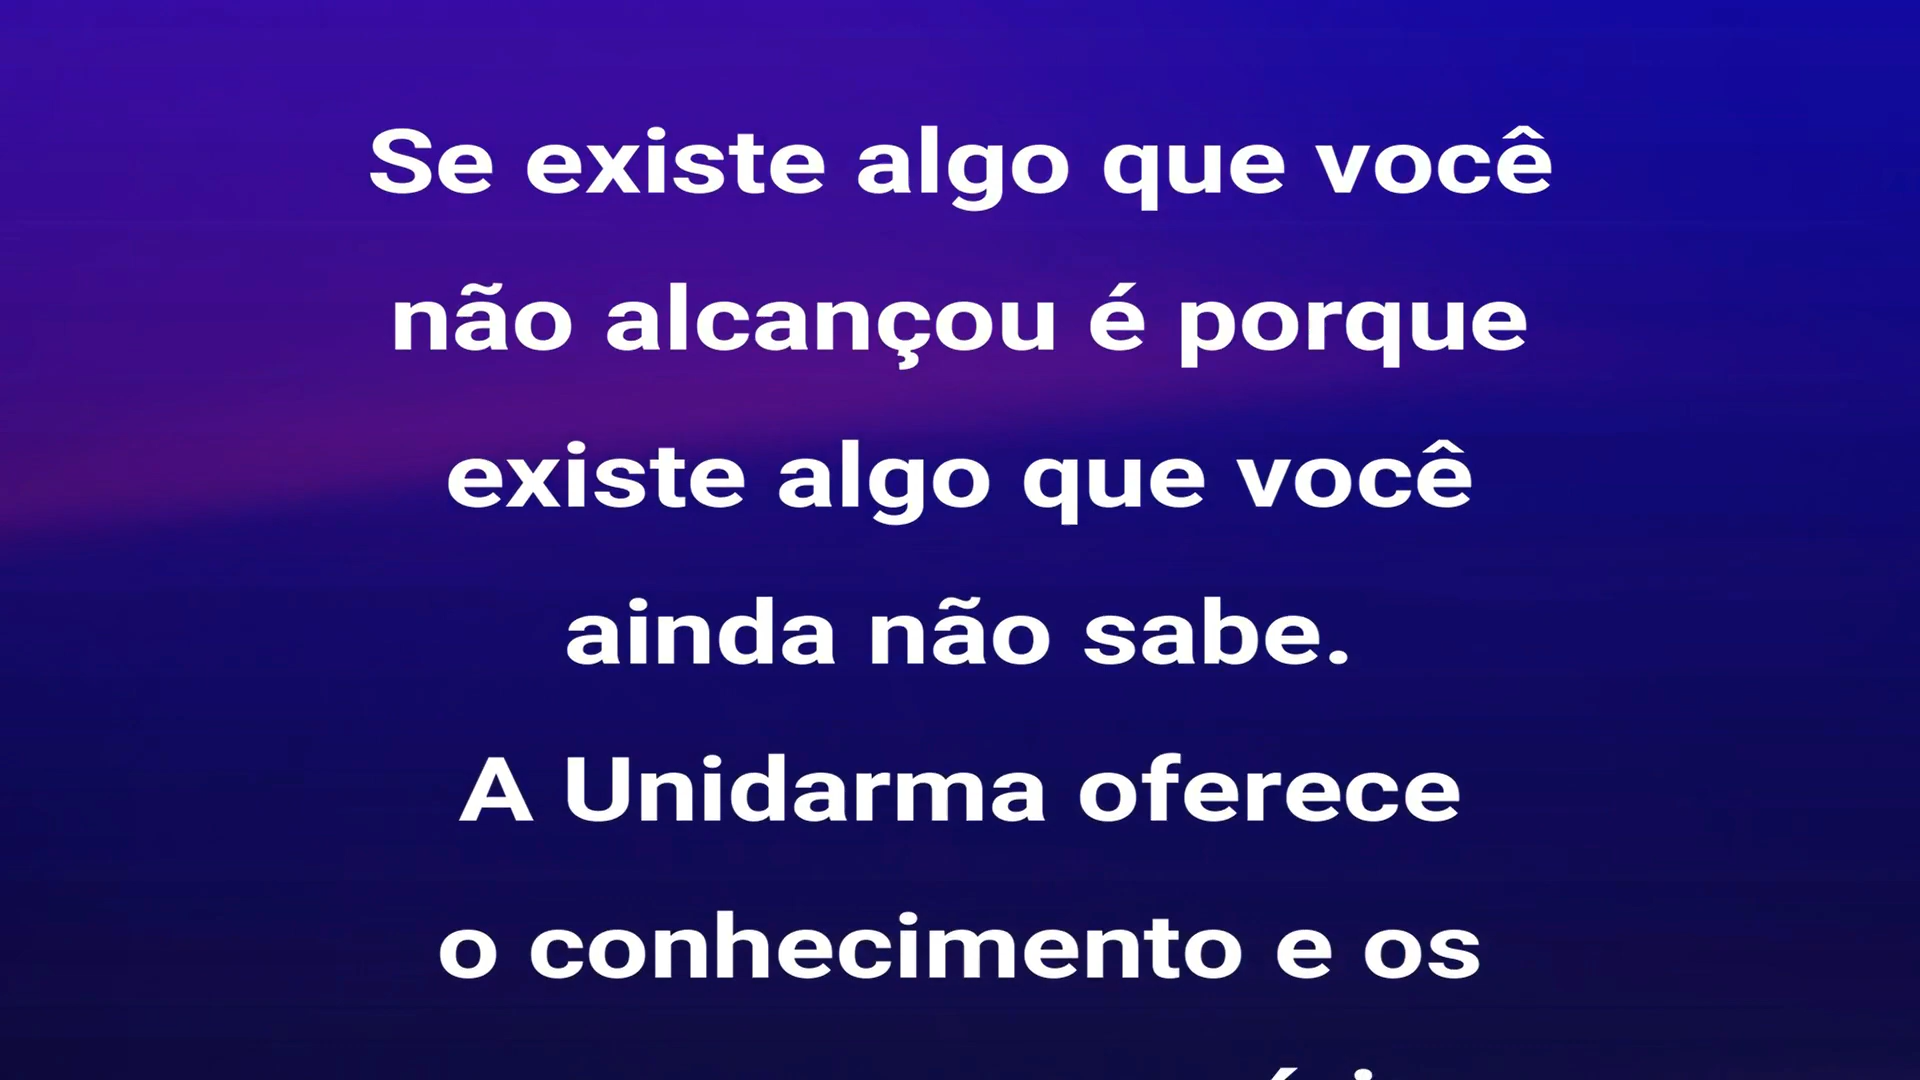 Se existe algo que você
não alcançou é porque
existe algo que você
ainda não sabe.
A Unidarma oferece
o conhecimento e os